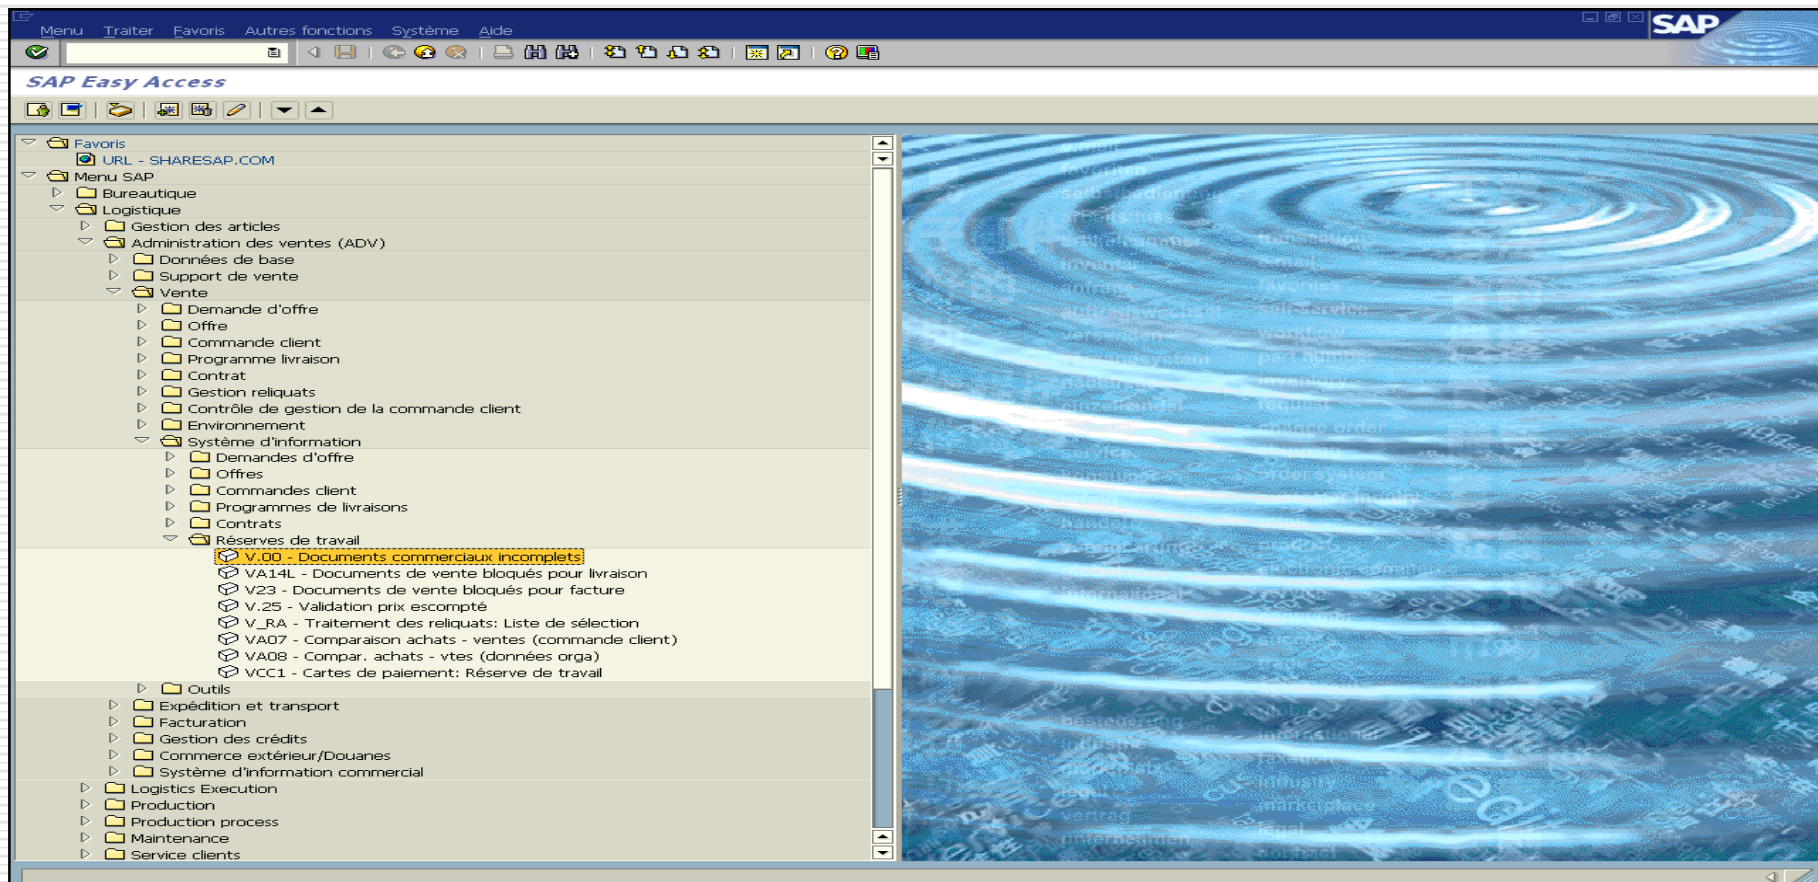 Menu Traiter Favoris Autres fonctions Système Aide
SAP
SAP Easy Access
Favoris
URL - SHARESAP.COM
Menu SAP
Bureautique
Logistique
Gestion des articles
Administration des ventes (ADV)
Données de base
Support de vente
Vente
Demande d'offre
Offre
Commande client
Programme livraison
Contrat
Gestion reliquats
Contrôle de gestion de la commande client
Environnement
Système d'information
Demandes d'offre
Offres
Commandes client
Programmes de livraisons
Contrats
Réserves de travail
V.00 - Documents commerciaux incomplets
VA14L - Documents de vente bloqués pour livraison
V23 - Documents de vente bloqués pour facture
V.25 - Validation prix escompté
V_RA - Traitement des reliquats: Liste de sélection
VA07 - Comparaison achats - ventes (commande client)
VA08 - Compar. achats - vtes (données orga)
VCC1 - Cartes de paiement: Réserve de travail
Outils
Expédition et transport
Facturation
Gestion des crédits
Commerce extérieur/Douanes
Système d'information commercial
Logistics Execution
Production
Production process
Maintenance
Service clients